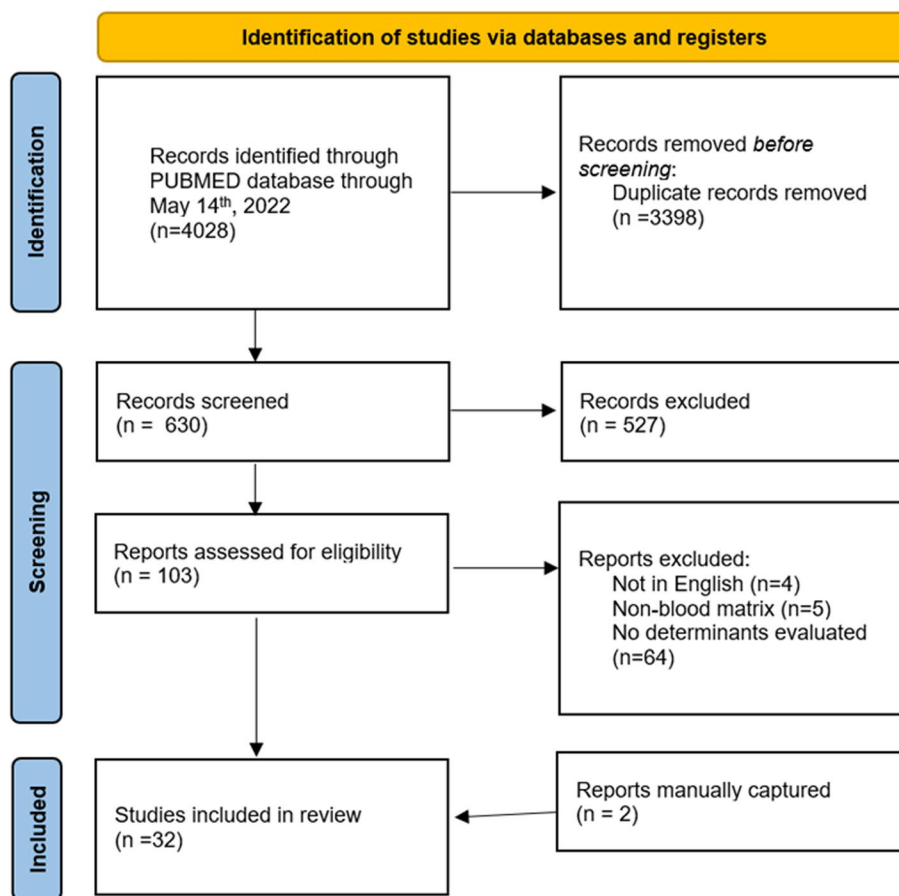 Identification of studies via databases and registers
Identification
Records identified through
PUBMED database through
May 14th, 2022
(n=4028)
Records removed before
screening:
Duplicate records removed
(n =3398)
Screening
Records screened
(n = 630)
Records excluded
(n = 527)
Reports assessed for eligibility
(n = 103)
Reports excluded:
Not in English (n=4)
Non-blood matrix (n=5)
No determinants evaluated
(n=64)
Included
Studies included in review
(n =32)
Reports manually captured
(n = 2)